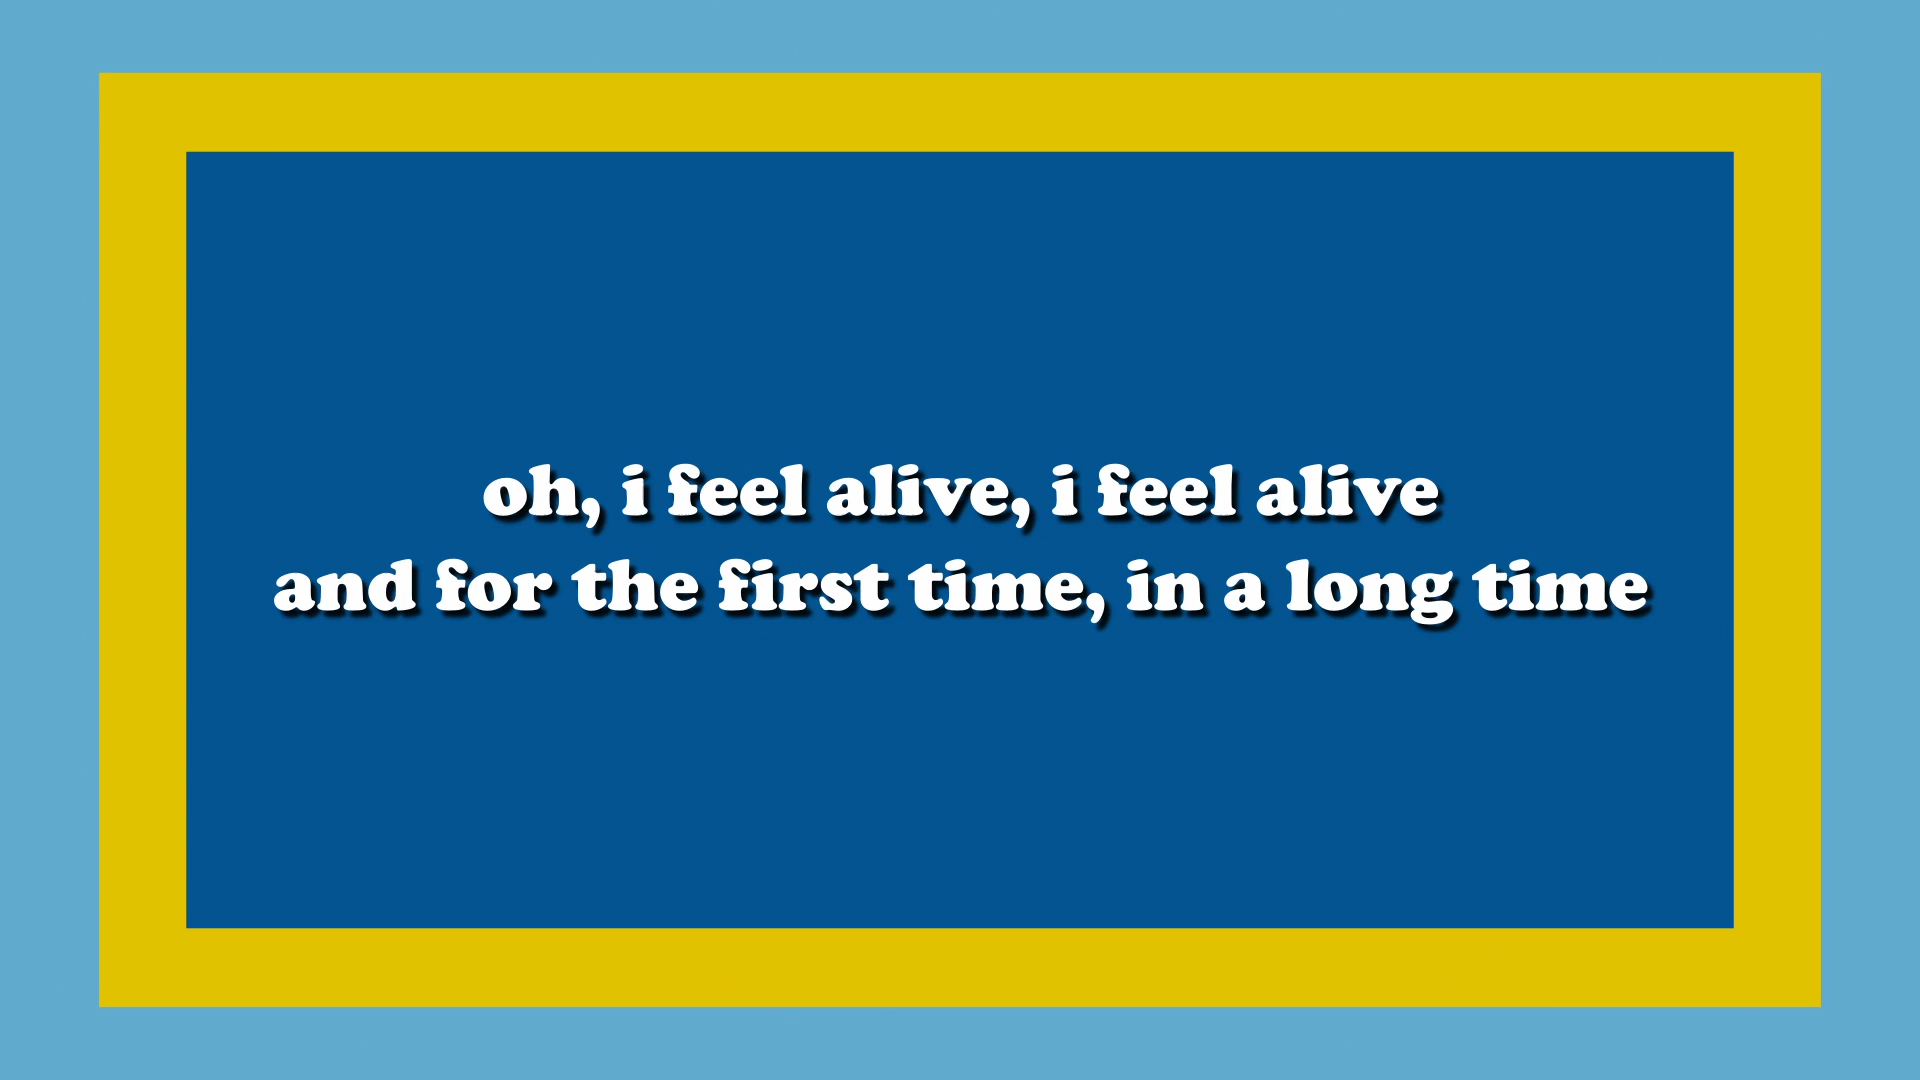 oh, i feel alive, i feel alive
and for the first time, in a long time